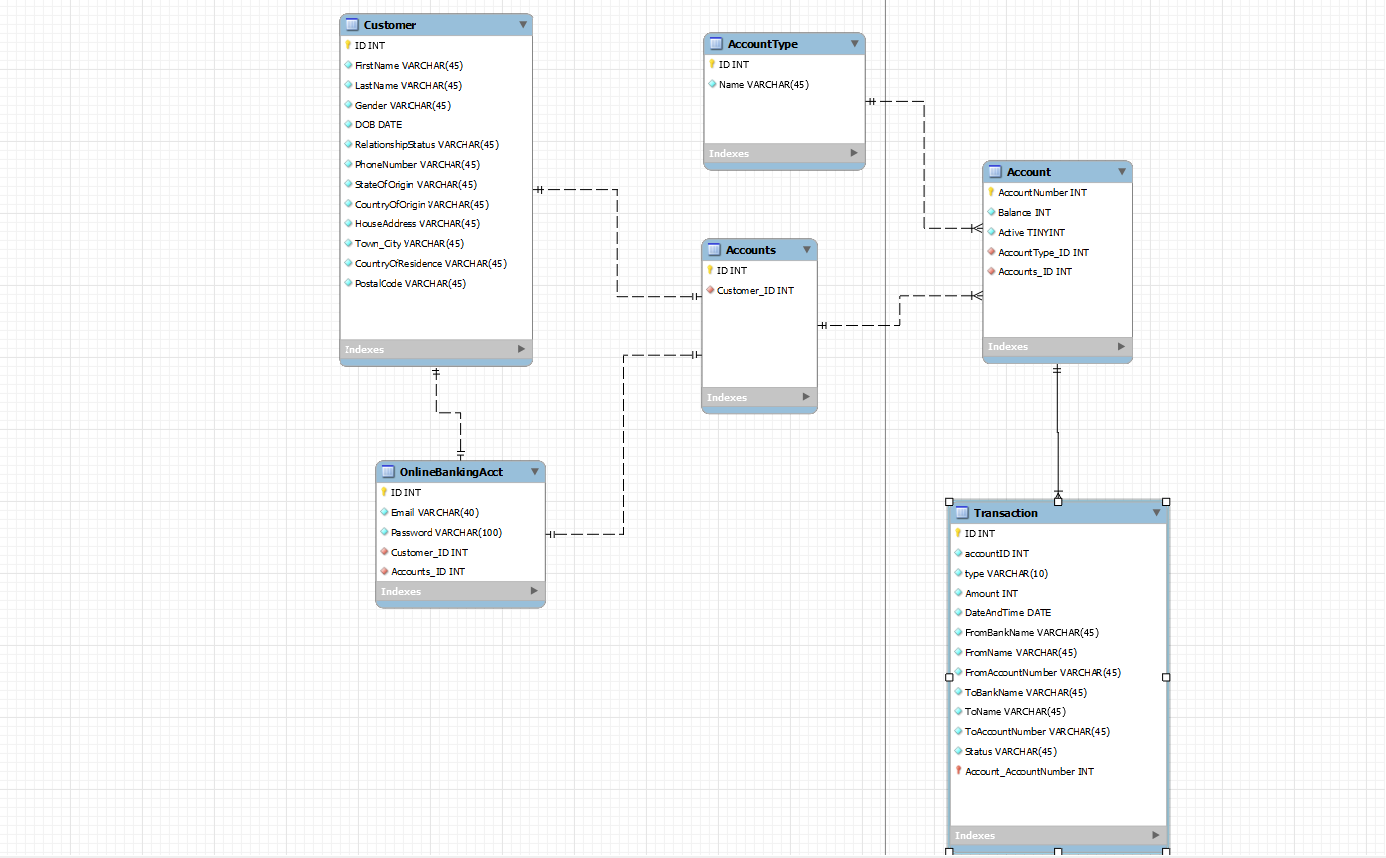 Customer
ID INT
FirstName VARCHAR(45)
LastName VARCHAR(45)
Gender VARCHAR(45)
DOB DATE
RelationshipStatus VARCHAR(45)
PhoneNumber VARCHAR(45)
StateOfOrigin VARCHAR(45)
CountryOfOrigin VARCHAR(45)
HouseAddress VARCHAR(45)
Town_City VARCHAR(45)
CountryOfResidence VARCHAR(45)
PostalCode VARCHAR(45)
Indexes
AccountType
ID INT
Name VARCHAR(45)
Indexes
Accounts
ID INT
Customer_ID INT
Indexes
Account
AccountNumber INT
Balance INT
Active TINYINT
AccountType_ID INT
Accounts_ID INT
Indexes
OnlineBankingAcct
ID INT
Email VARCHAR(40)
Password VARCHAR(100)
Customer_ID INT
Accounts_ID INT
Indexes
Transaction
ID INT
accountID INT
type VARCHAR(10)
Amount INT
DateAndTime DATE
FromBankName VARCHAR(45)
FromName VARCHAR(45)
FromAccountNumber VARCHAR(45)
ToBankName VARCHAR(45)
ToName VARCHAR(45)
ToAccountNumber VARCHAR(45)
Status VARCHAR(45)
Account_AccountNumber INT
Indexes